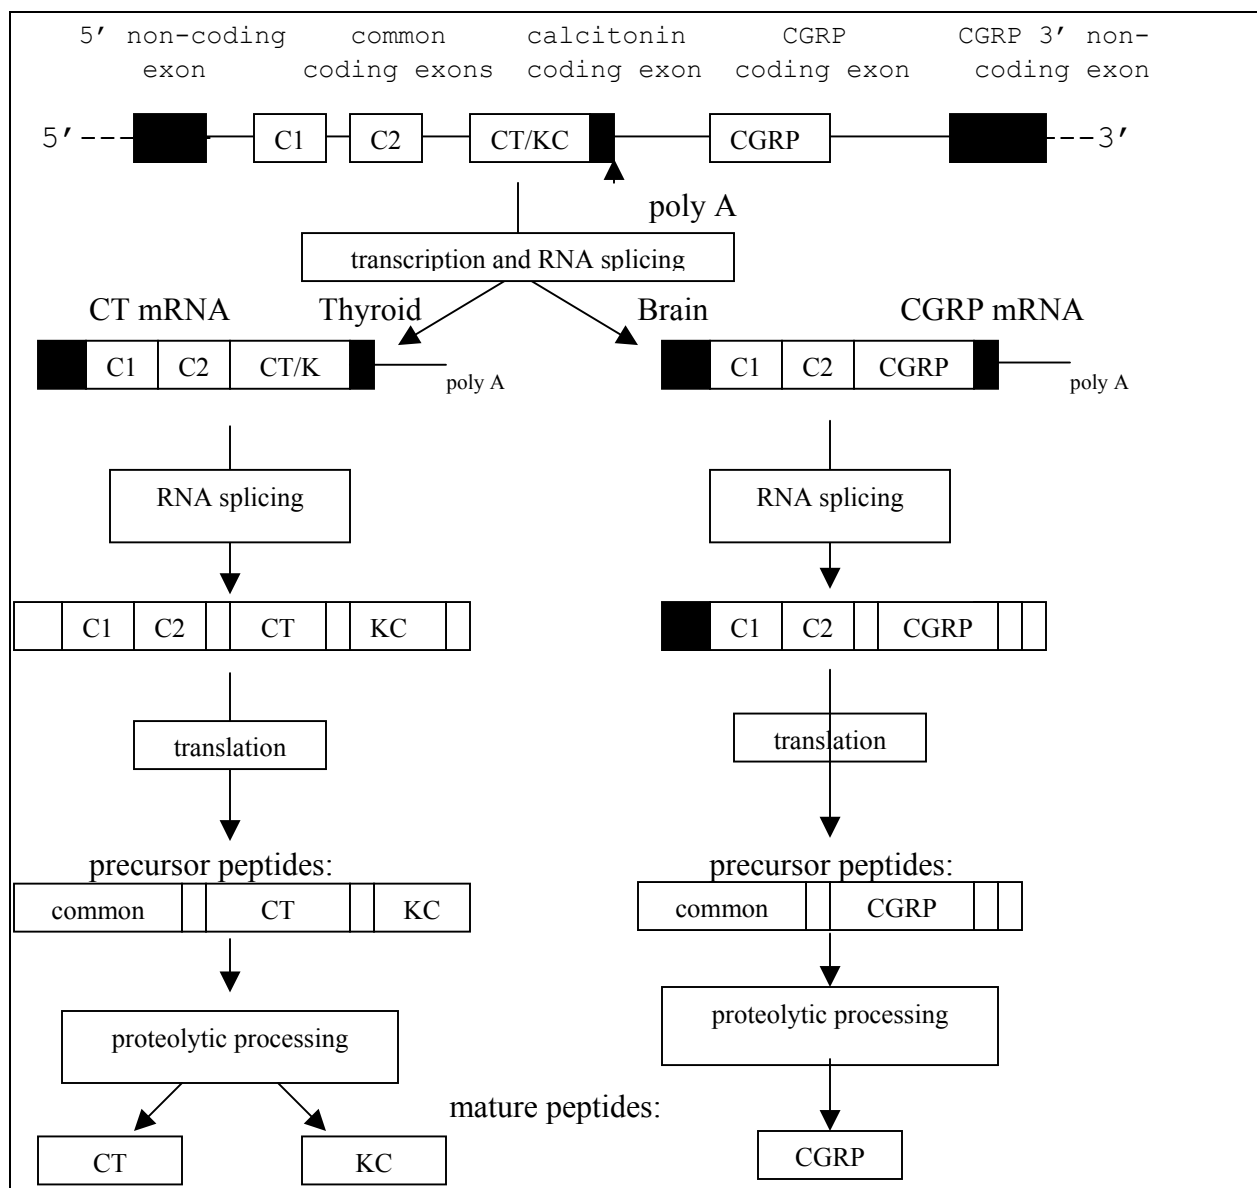 5' non-coding common calcitonin CGRP CGRP 3' non-
exon coding exons coding exon coding exon coding exon
5'--- C1 C2 CT/KC CGRP ---3'
poly A
transcription and RNA splicing
CT mRNA Thyroid Brain CGRP mRNA
C1 C2 CT/K C1 C2 CGRP
poly A poly A
RNA splicing RNA splicing
C1 C2 CT KC C1 C2 CGRP
translation translation
precursor peptides: precursor peptides:
common CT KC common CGRP
proteolytic processing proteolytic processing
mature peptides:
CT KC CGRP